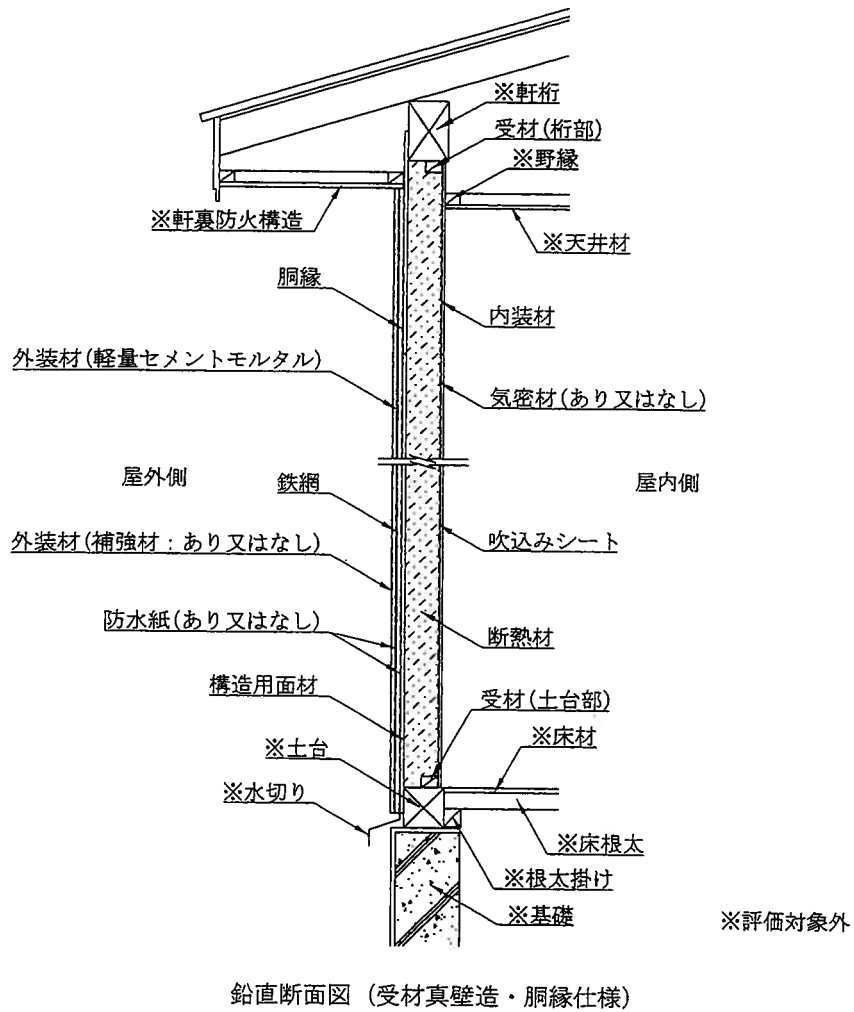 ※軒桁
受材(桁部)
※野縁
※軒裏防火構造
※天井材
胴縁
内装材
外装材(軽量セメントモルタル)
気密材(あり又はなし)
屋外側
鉄網
屋内側
外装材(補強材：あり又はなし)
吹込みシート
防水紙(あり又はなし)
断熱材
構造用面材
受材(土台部)
※土台
※床材
※水切り
※床根太
※根太掛け
※基礎
※評価対象外
鉛直断面図（受材真壁造・胴縁仕様）